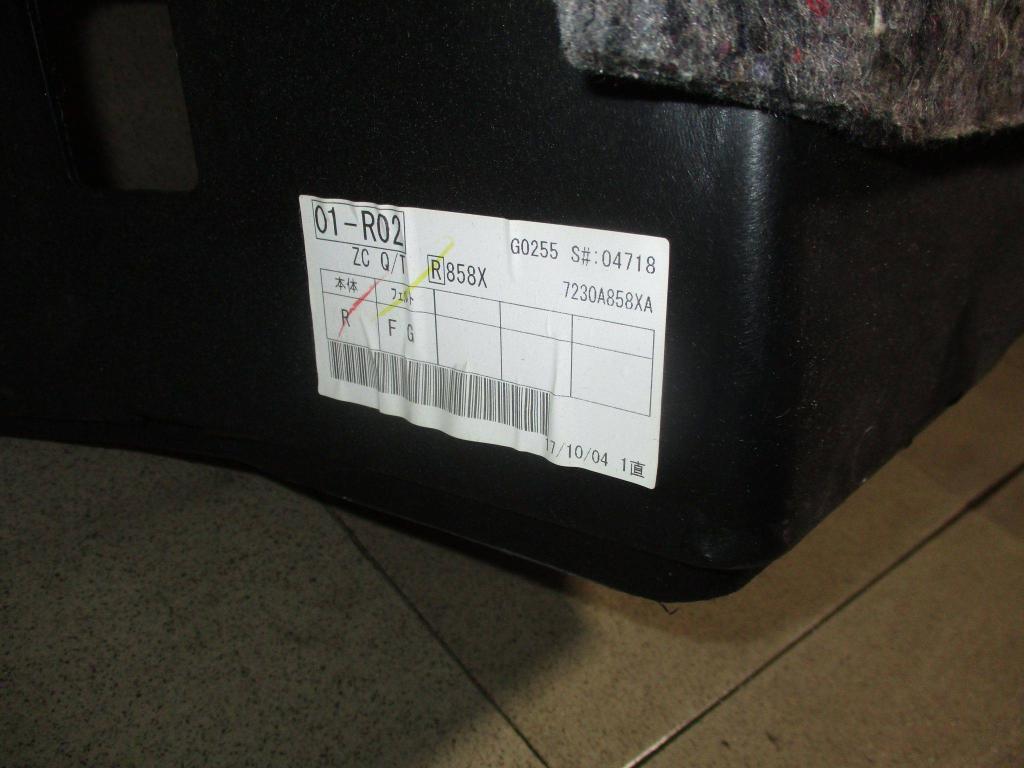 01-R02
G0255 S#:04718
ZC Q/T R858X
7230A858XA
本体 フェルト
R F G
17/10/04 1直